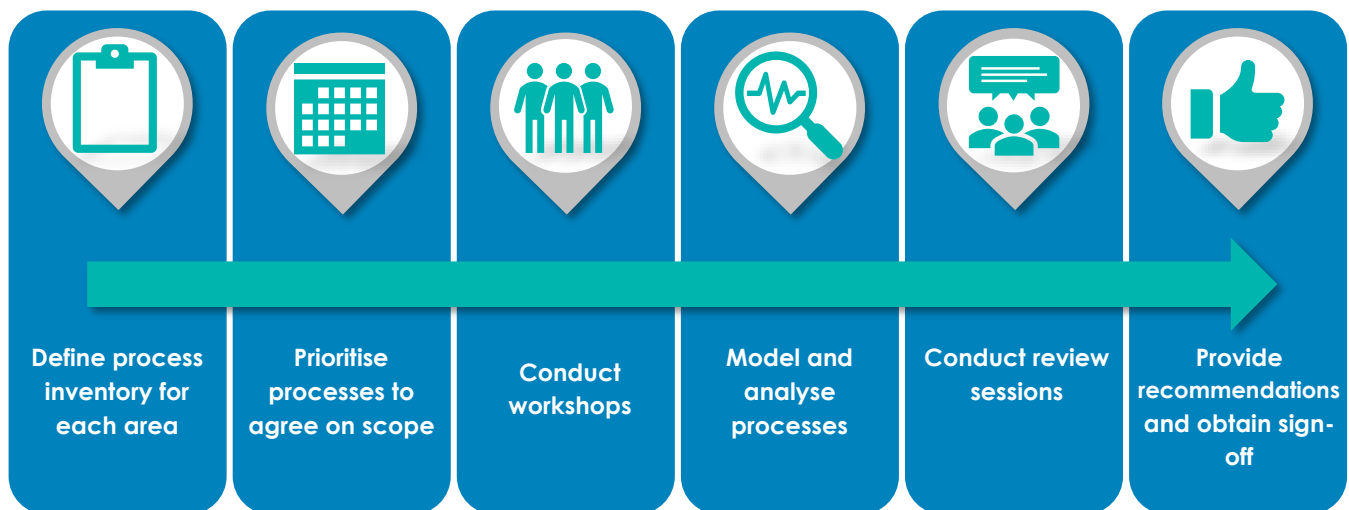 Define process
inventory for
each area
Prioritise
processes to
agree on scope
Conduct
workshops
Model and
analyse
processes
Conduct review
sessions
Provide
recommendations
and obtain sign-
off